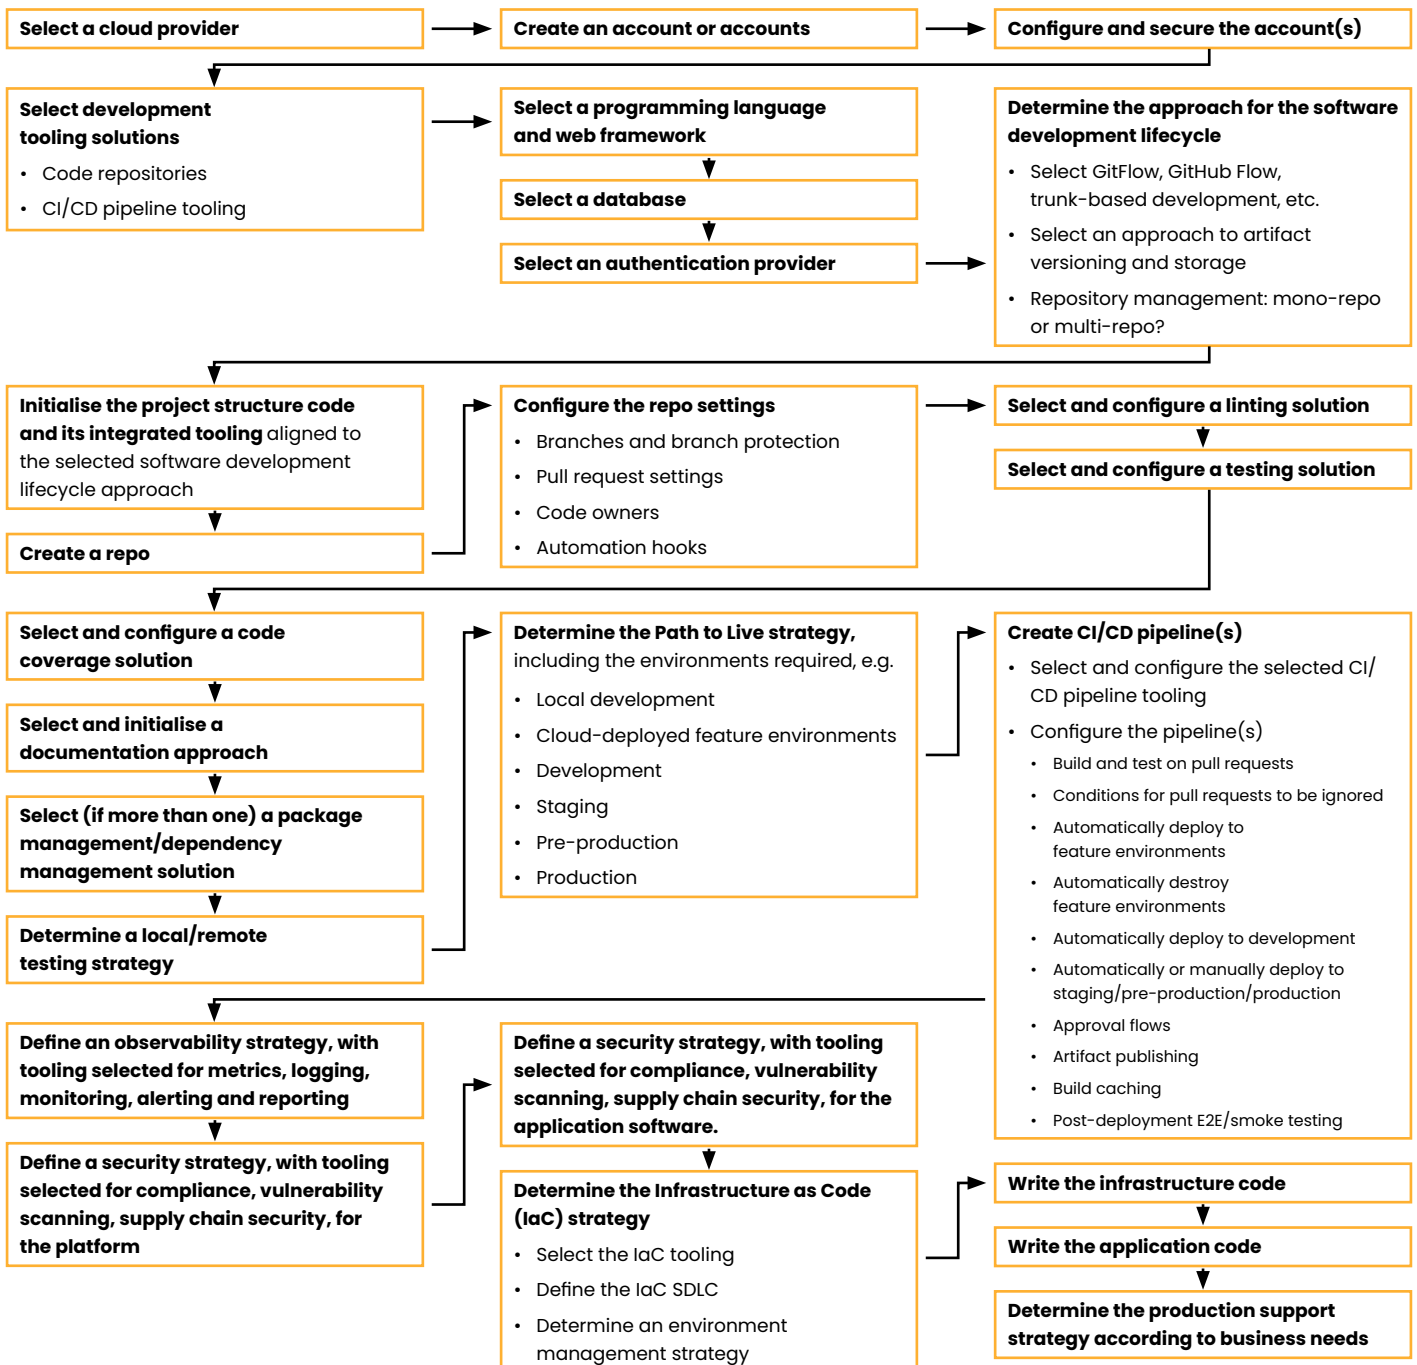 Select a cloud provider
Create an account or accounts
Configure and secure the account(s)
Select development
tooling solutions
• Code repositories
• CI/CD pipeline tooling
Select a programming language
and web framework
Select a database
Select an authentication provider
Determine the approach for the software
development lifecycle
• Select GitFlow, GitHub Flow,
trunk-based development, etc.
• Select an approach to artifact
versioning and storage
• Repository management: mono-repo
or multi-repo?
Initialise the project structure code
and its integrated tooling aligned to
the selected software development
lifecycle approach
Create a repo
Configure the repo settings
• Branches and branch protection
• Pull request settings
• Code owners
• Automation hooks
Select and configure a linting solution
Select and configure a testing solution
Select and configure a code
coverage solution
Select and initialise a
documentation approach
Select (if more than one) a package
management/dependency
management solution
Determine a local/remote
testing strategy
Determine the Path to Live strategy,
including the environments required, e.g.
• Local development
• Cloud-deployed feature environments
• Development
• Staging
• Pre-production
• Production
Create CI/CD pipeline(s)
• Select and configure the selected CI/
CD pipeline tooling
• Configure the pipeline(s)
• Build and test on pull requests
• Conditions for pull requests to be ignored
• Automatically deploy to
feature environments
• Automatically destroy
feature environments
• Automatically deploy to development
• Automatically or manually deploy to
staging/pre-production/production
• Approval flows
• Artifact publishing
• Build caching
• Post-deployment E2E/smoke testing
Define an observability strategy, with
tooling selected for metrics, logging,
monitoring, alerting and reporting
Define a security strategy, with tooling
selected for compliance, vulnerability
scanning, supply chain security, for
the platform
Define a security strategy, with tooling
selected for compliance, vulnerability
scanning, supply chain security, for the
application software.
Determine the Infrastructure as Code
(IaC) strategy
• Select the IaC tooling
• Define the IaC SDLC
• Determine an environment
management strategy
Write the infrastructure code
Write the application code
Determine the production support
strategy according to business needs